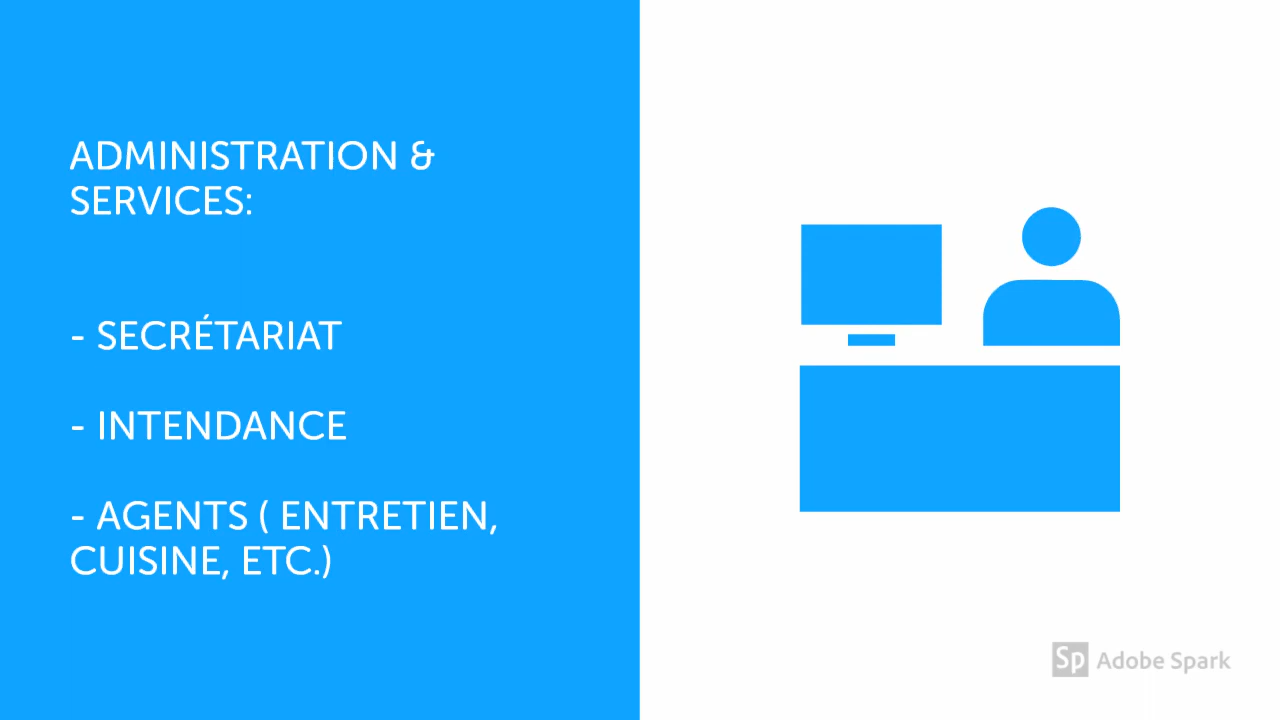 ADMINISTRATION &
SERVICES:
- SECRÉTARIAT
- INTENDANCE
- AGENTS ( ENTRETIEN,
CUISINE, ETC.)
Sp Adobe Spark